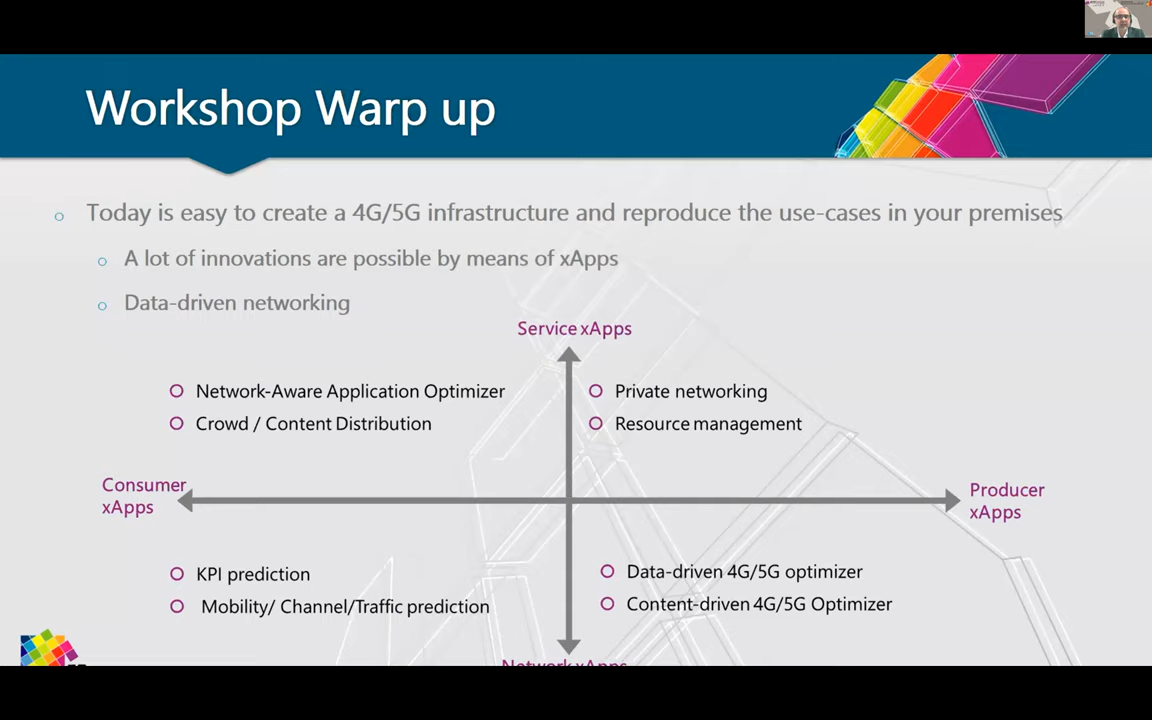 Workshop Warp up
Today is easy to create a 4G/5G infrastructure and reproduce the use-cases in your premises
A lot of innovations are possible by means of xApps
Data-driven networking
Service xApps
Network-Aware Application Optimizer
Crowd / Content Distribution
Private networking
Resource management
Consumer
xApps
Producer
xApps
KPI prediction
Mobility/ Channel/Traffic prediction
Data-driven 4G/5G optimizer
Content-driven 4G/5G Optimizer
Network xApps